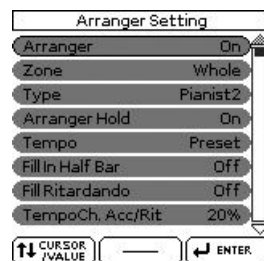 Arranger Setting
Arranger On
Zone Whole
Type Pianist2
Arranger Hold On
Tempo Preset
Fill In Half Bar Off
Fill Ritardando Off
TempoCh. Acc/Rit 20%
CURSOR
/VALUE
ENTER